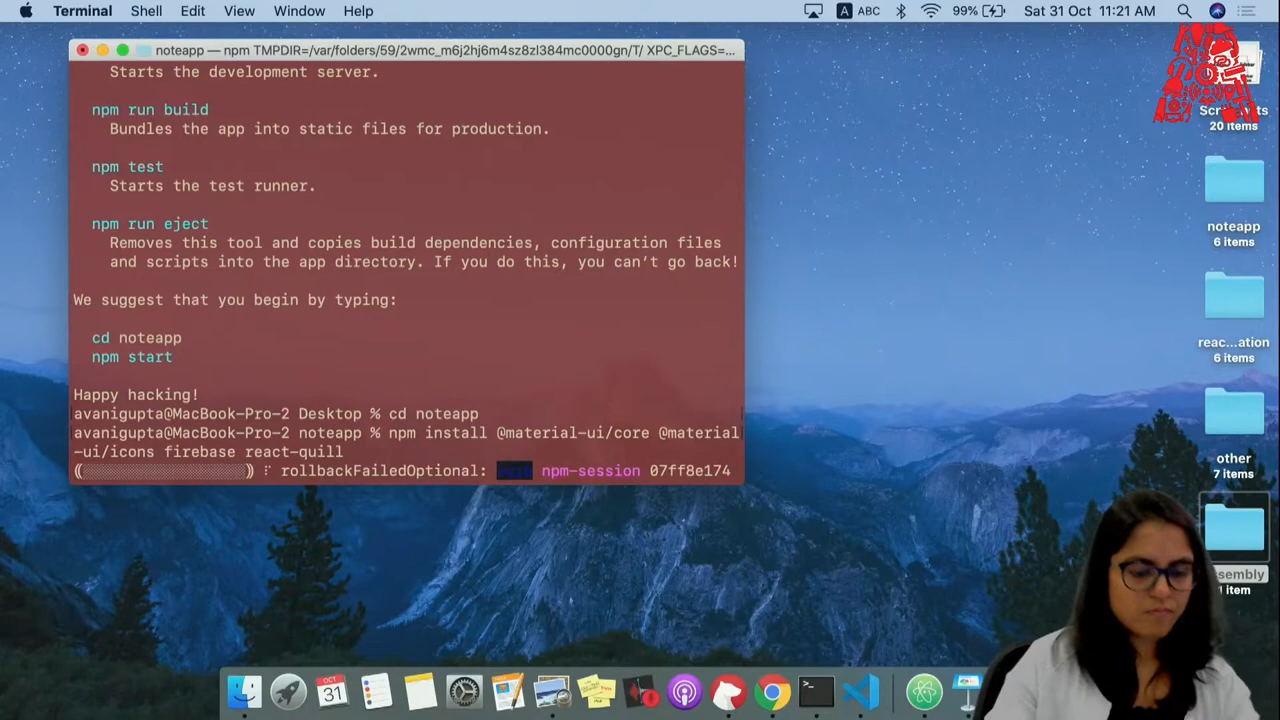 Terminal Shell Edit View Window Help A ABC 99% Sat 31 Oct 11:21 AM
noteapp — npm TMPDIR=/var/folders/59/2wmc_m6j2hj6m4sz8zl384mc0000gn/T/ XPC_FLAGS=...
Starts the development server.
npm run build
Bundles the app into static files for production.
npm test
Starts the test runner.
npm run eject
Removes this tool and copies build dependencies, configuration files
and scripts into the app directory. If you do this, you can’t go back!
We suggest that you begin by typing:
cd noteapp
npm start
Happy hacking!
avanigupta@MacBook-Pro-2 Desktop % cd noteapp
avanigupta@MacBook-Pro-2 noteapp % npm install @material-ui/core @material
-ui/icons firebase react-quill
(( )) ⠏ rollbackFailedOptional: npm-session 07ff8e174
20 items
noteapp
6 items
reac...ation
6 items
other
7 items
sembly
item
OCT
31